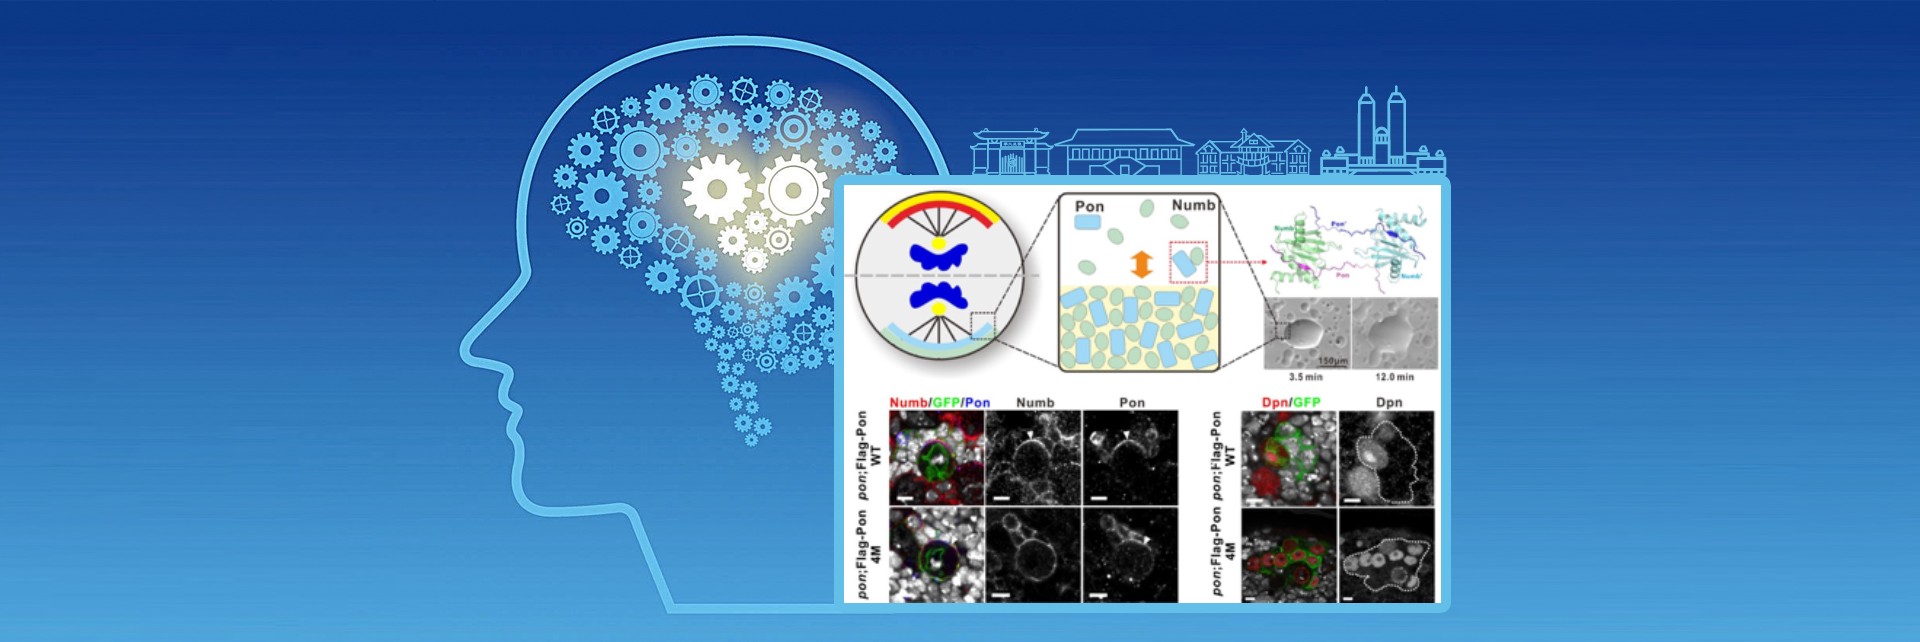 Pon Numb
Numb
Pon'
Pon
Numb'
150µm
3.5 min 12.0 min
Numb/GFP/Pon Numb Pon
Dpn/GFP Dpn
pon;Flag-Pon
WT
pon;Flag-Pon
4M
pon;Flag-Pon
WT
pon;Flag-Pon
4M